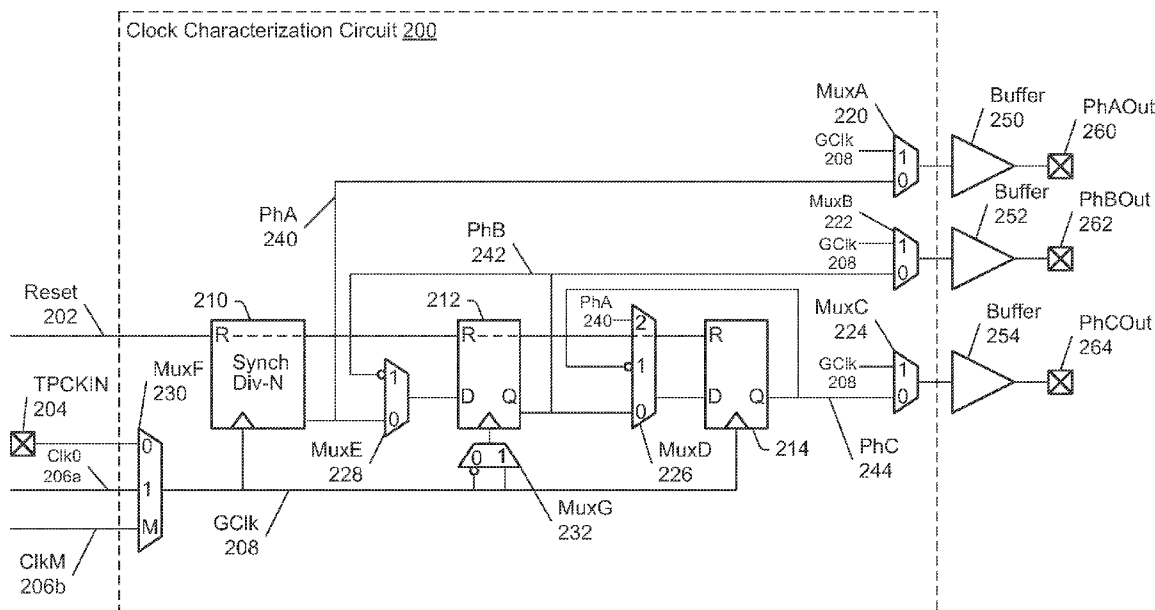 Clock Characterization Circuit 200
MuxA
220
Buffer
250
PhAOut
260
GClk
208
1
0
PhA
240
PhB
242
MuxB
222
GClk
208
1
0
Buffer
252
PhBOut
262
Reset
202
210
R
Synch
Div-N
212
R
D
Q
PhA
240
2
1
0
R
D
Q
214
MuxC
224
GClk
208
1
0
Buffer
254
PhCOut
264
TPCKIN
204
MuxF
230
0
1
M
Clk0
206a
ClkM
206b
1
0
MuxE
228
0 1
MuxG
232
MuxD
226
PhC
244
GClk
208